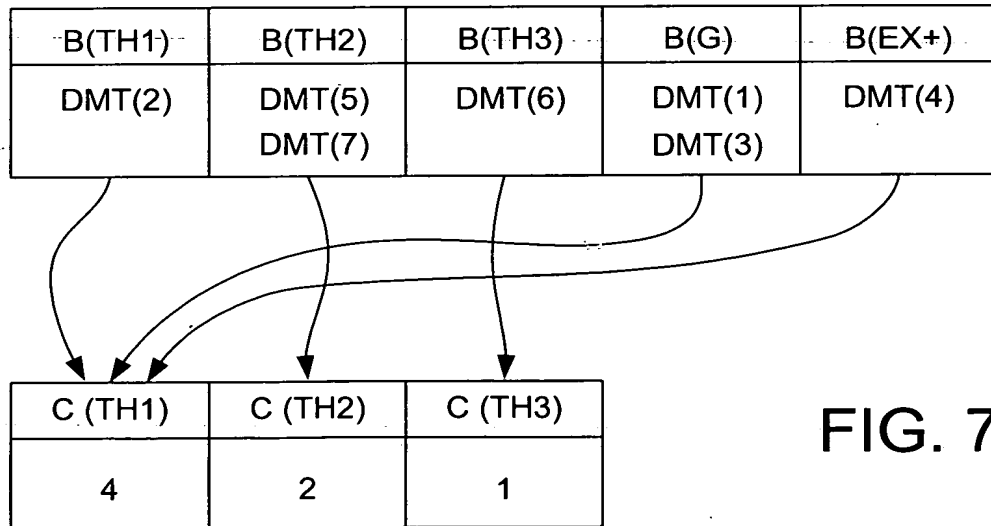 B(TH1) B(TH2) B(TH3) B(G) B(EX+)
DMT(2) DMT(5) DMT(6) DMT(1) DMT(4)
DMT(7) DMT(3)
C (TH1) C (TH2) C (TH3)
4 2 1
FIG. 7